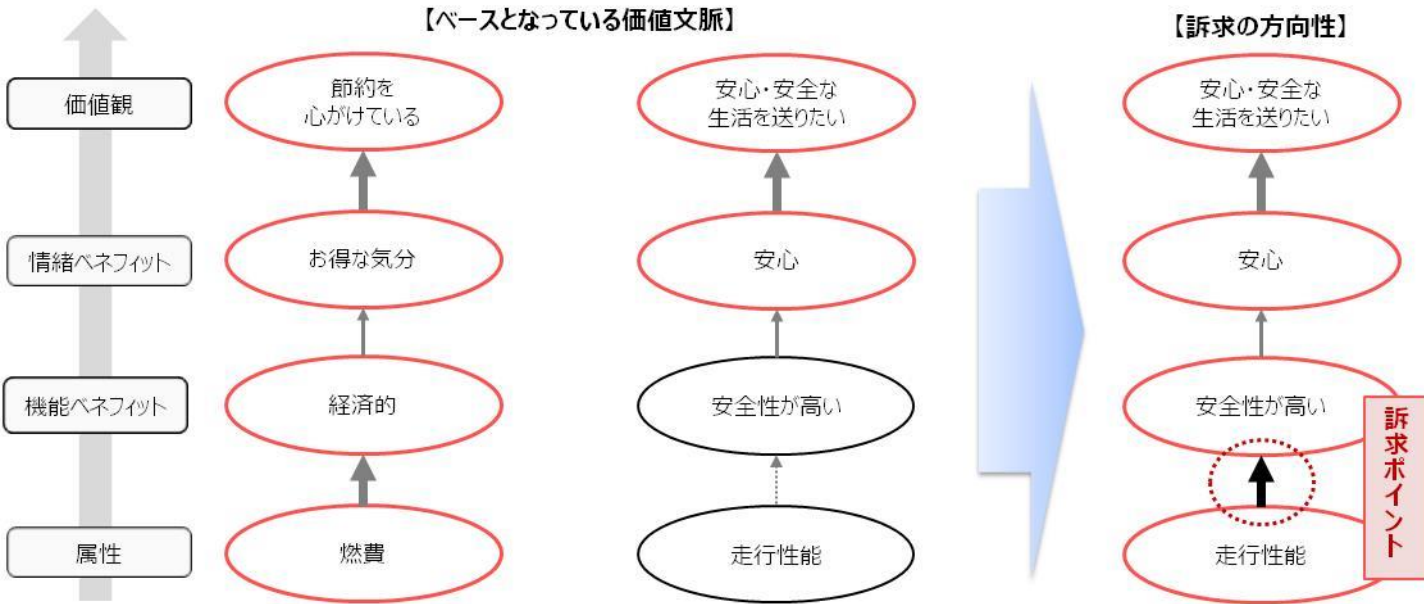 【ベースとなっている価値文脈】
【訴求の方向性】
価値観
節約を
心がけている
安心・安全な
生活を送りたい
安心・安全な
生活を送りたい
情緒ベネフィット
お得な気分
安心
安心
機能ベネフィット
経済的
安全性が高い
安全性が高い
訴求ポイント
属性
燃費
走行性能
走行性能